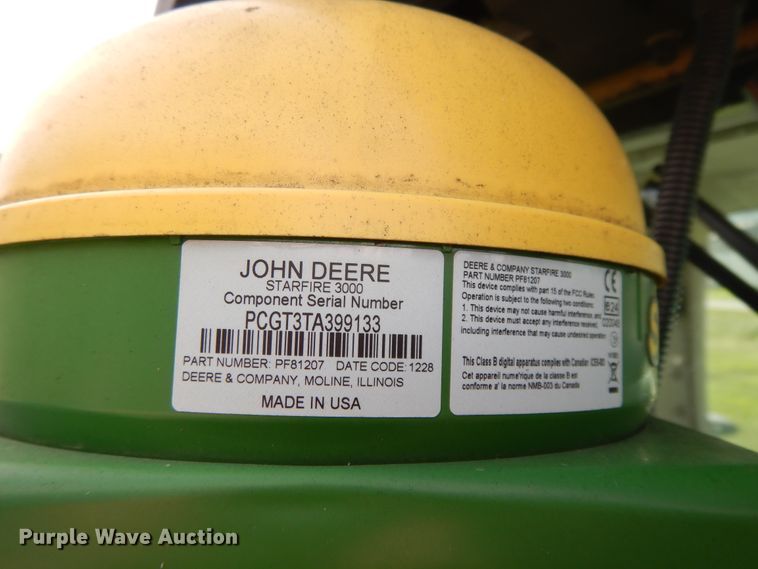 JOHN DEERE
STARFIRE 3000
Component Serial Number
PCGT3TA399133
PART NUMBER: PF81207 DATE CODE: 1228
DEERE & COMPANY, MOLINE, ILLINOIS
MADE IN USA
DEERE & COMPANY STARFIRE 3000
PART NUMBER PF81207
This device complies with part 15 of the FCC Rules.
Operation is subject to the following two conditions:
1. This device may not cause harmful interference, and
2. This device must accept any interference received,
including interference that may cause undesired operation.
This Class B digital apparatus complies with Canadian
Cet appareil nume'rique de la classe B est
conforme a' la norme NMB-003 du Canada
CE
e24
Purple Wave Auction